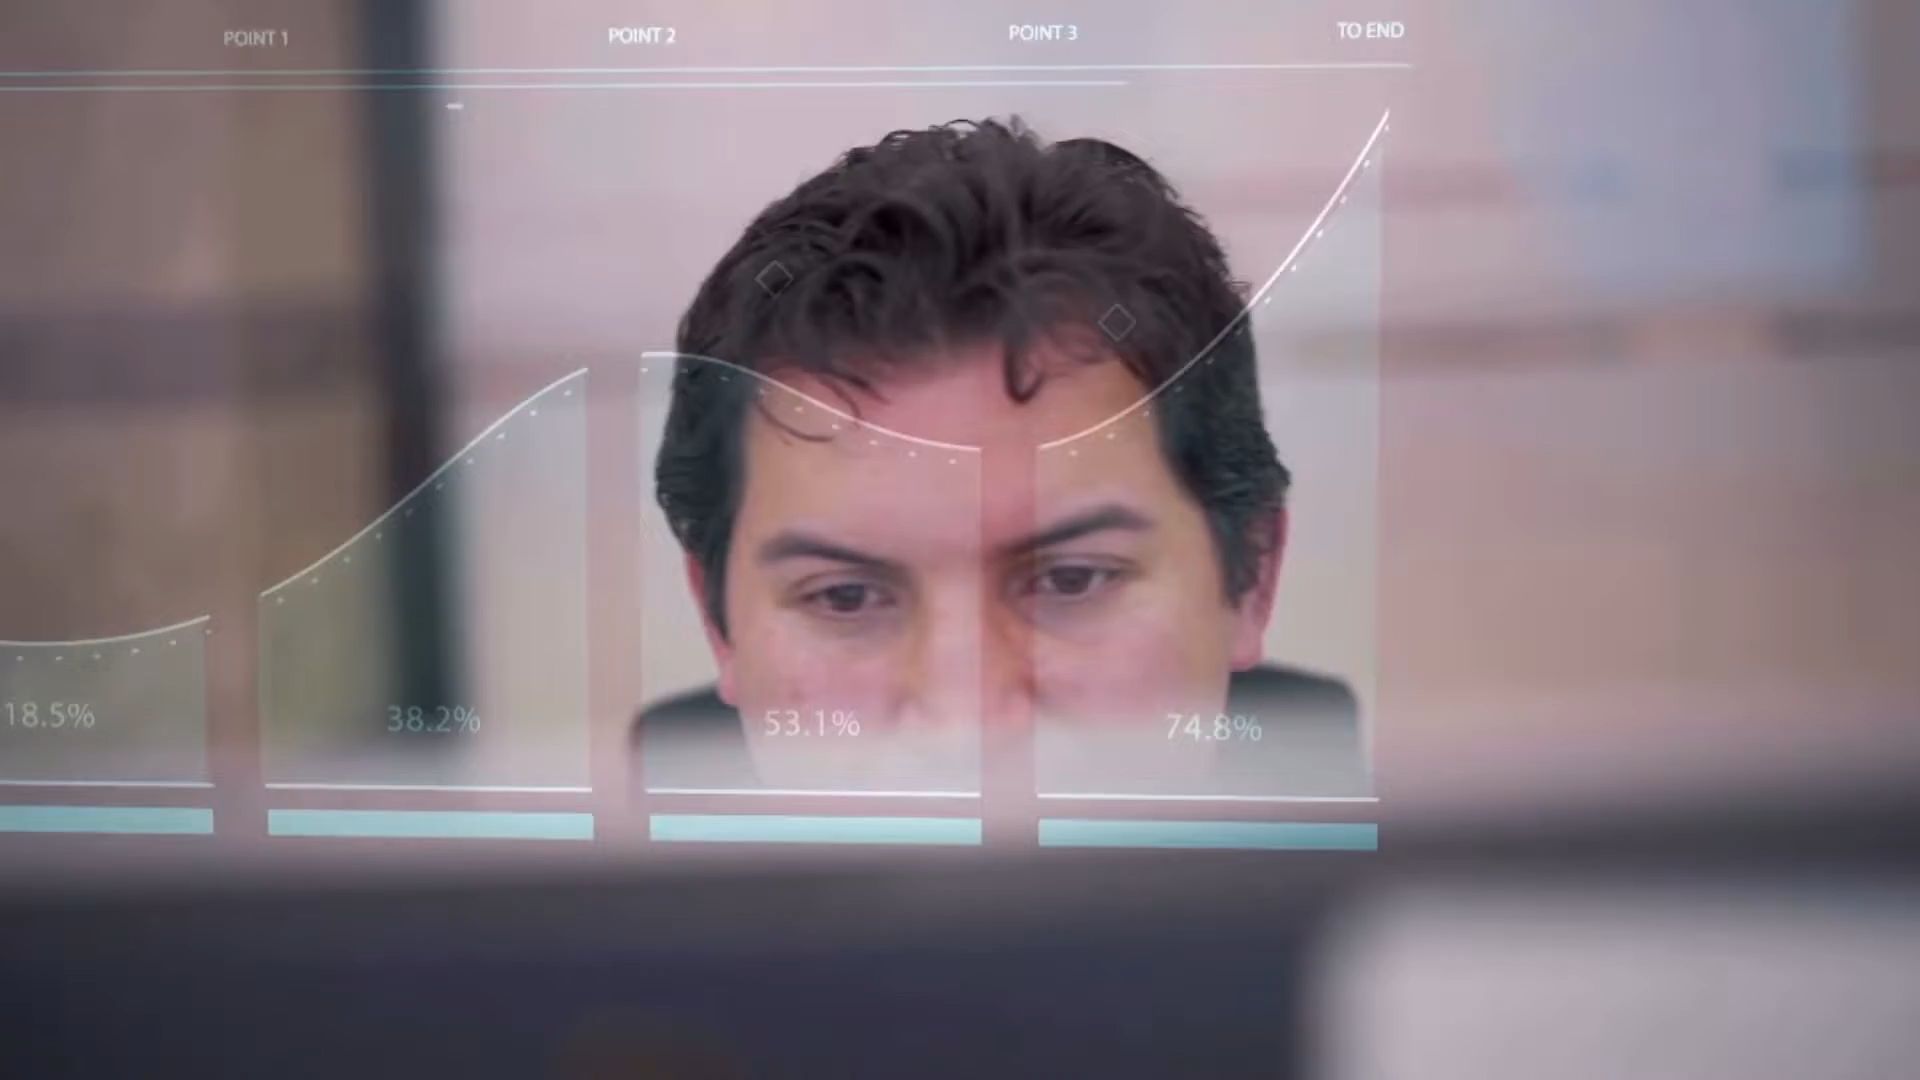 POINT 1 POINT 2 POINT 3 TO END
18.5% 38.2% 53.1% 74.8%